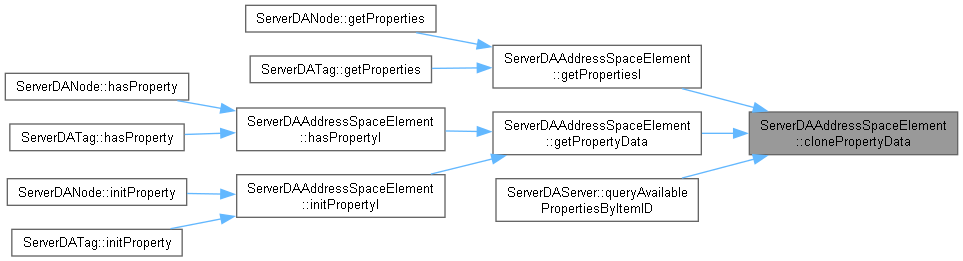 ServerDANode::getProperties
ServerDATag::getProperties
ServerDAAddressSpaceElement
::getPropertiesI
ServerDANode::hasProperty
ServerDATag::hasProperty
ServerDAAddressSpaceElement
::hasPropertyI
ServerDAAddressSpaceElement
::getPropertyData
ServerDAAddressSpaceElement
::clonePropertyData
ServerDANode::initProperty
ServerDATag::initProperty
ServerDAAddressSpaceElement
::initPropertyI
ServerDAServer::queryAvailable
PropertiesByItemID